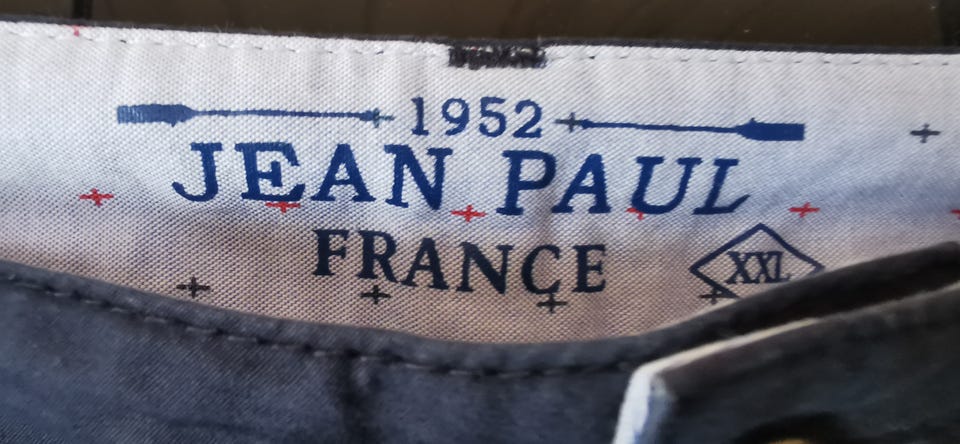 1952
JEAN PAUL
FRANCE
XXL